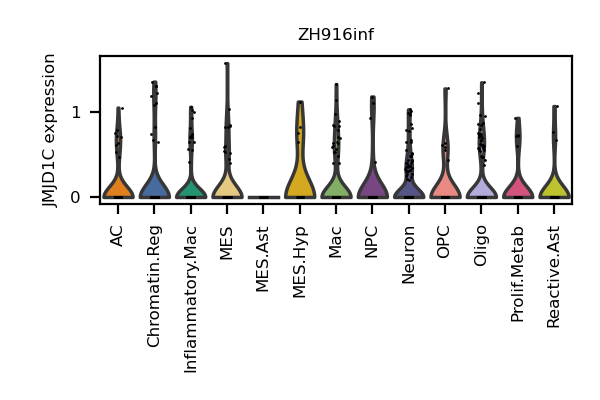 ZH916inf
JMJD1C expression
1
0
AC
Chromatin.Reg
Inflammatory.Mac
MES
MES.Ast
MES.Hyp
Mac
NPC
Neuron
OPC
Oligo
Prolif.Metab
Reactive.Ast